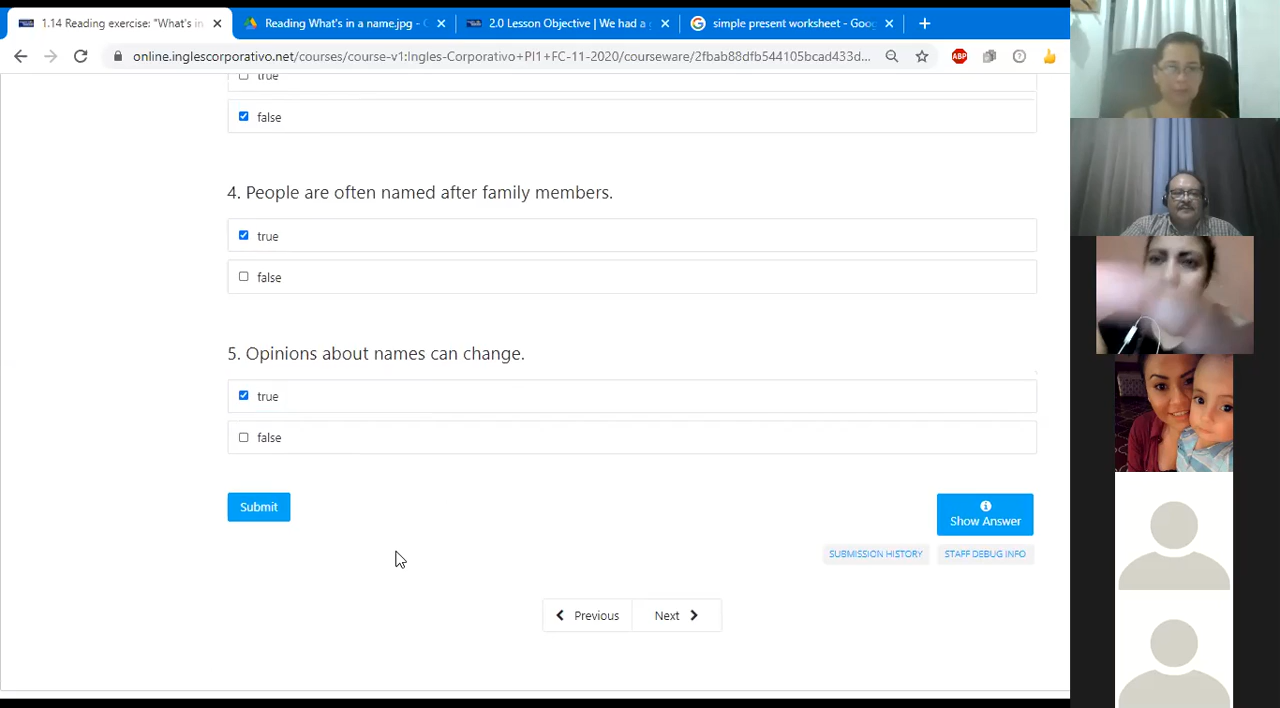 1.14 Reading exercise: "What's in
Reading What's in a name.jpg - G
2.0 Lesson Objective | We had a g
simple present worksheet - Goog
online.inglescorporativo.net/courses/course-v1:Ingles-Corporativo+PI1+FC-11-2020/courseware/2fbab88dfb544105bcad433d...
ABP
true
false
4. People are often named after family members.
true
false
5. Opinions about names can change.
true
false
Submit
Show Answer
SUBMISSION HISTORY
STAFF DEBUG INFO
Previous
Next